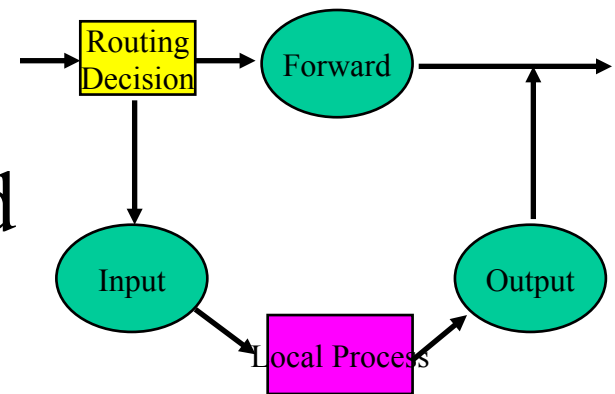 Routing
Decision
Forward
d
Input
Output
Local Process